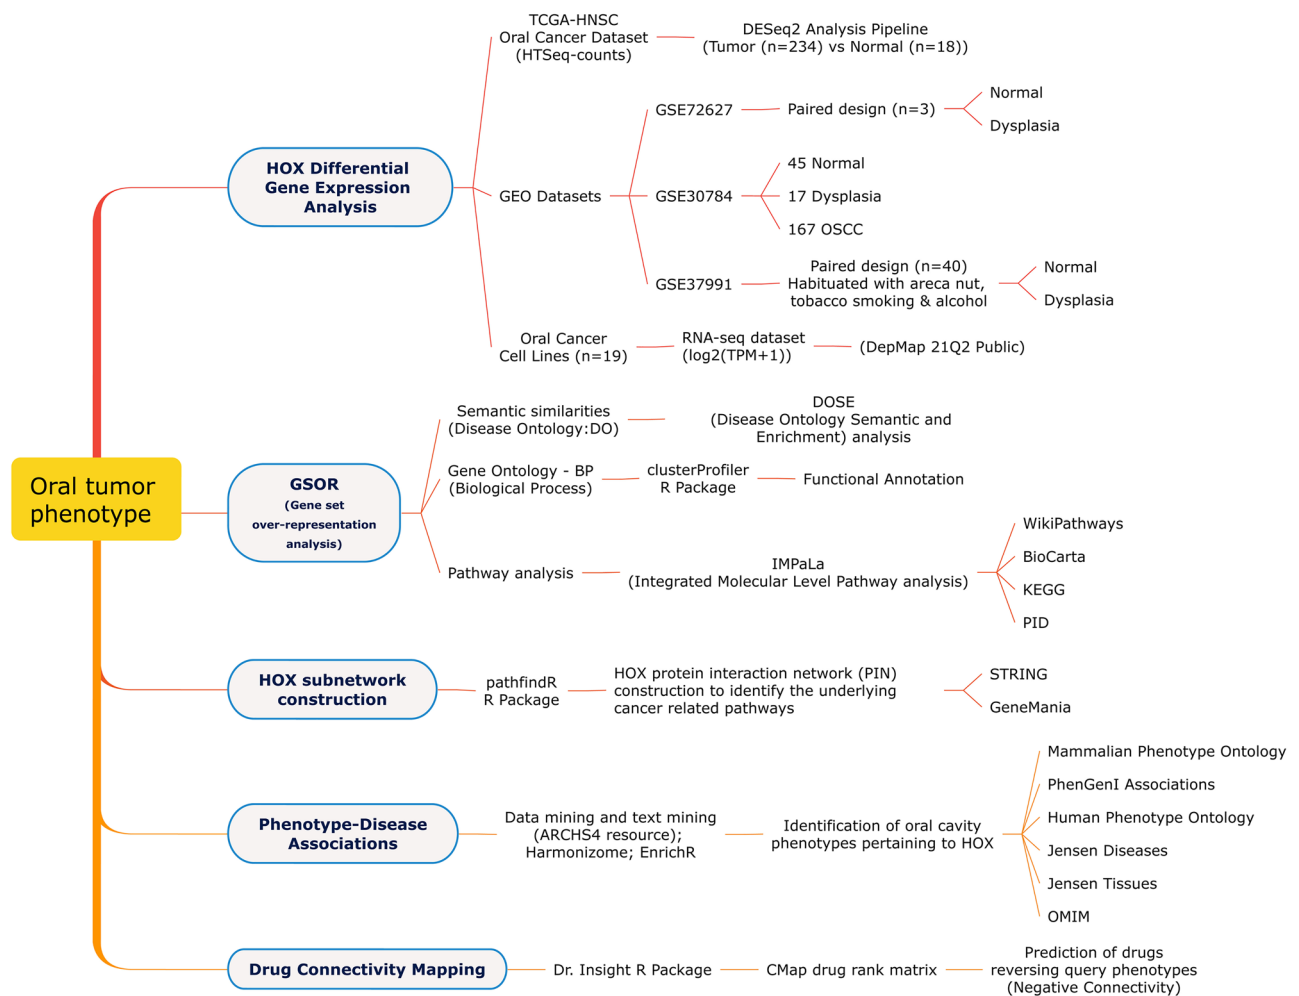 Oral tumor
phenotype
HOX Differential
Gene Expression
Analysis
TCGA-HNSC
Oral Cancer Dataset
(HTSeq-counts)
DESeq2 Analysis Pipeline
(Tumor (n=234) vs Normal (n=18))
GEO Datasets
GSE72627
Paired design (n=3)
Normal
Dysplasia
GSE30784
45 Normal
17 Dysplasia
167 OSCC
GSE37991
Paired design (n=40)
Habituated with areca nut,
tobacco smoking & alcohol
Normal
Dysplasia
Oral Cancer
Cell Lines (n=19)
RNA-seq dataset
(log2(TPM+1))
(DepMap 21Q2 Public)
GSOR
(Gene set
over-representation
analysis)
Semantic similarities
(Disease Ontology:DO)
DOSE
(Disease Ontology Semantic and
Enrichment) analysis
Gene Ontology - BP
(Biological Process)
clusterProfiler
R Package
Functional Annotation
Pathway analysis
IMPaLa
(Integrated Molecular Level Pathway analysis)
WikiPathways
BioCarta
KEGG
PID
HOX subnetwork
construction
pathfindR
R Package
HOX protein interaction network (PIN)
construction to identify the underlying
cancer related pathways
STRING
GeneMania
Phenotype-Disease
Associations
Data mining and text mining
(ARCHS4 resource);
Harmonizome; EnrichR
Identification of oral cavity
phenotypes pertaining to HOX
Mammalian Phenotype Ontology
PhenGenI Associations
Human Phenotype Ontology
Jensen Diseases
Jensen Tissues
OMIM
Drug Connectivity Mapping
Dr. Insight R Package
CMap drug rank matrix
Prediction of drugs
reversing query phenotypes
(Negative Connectivity)